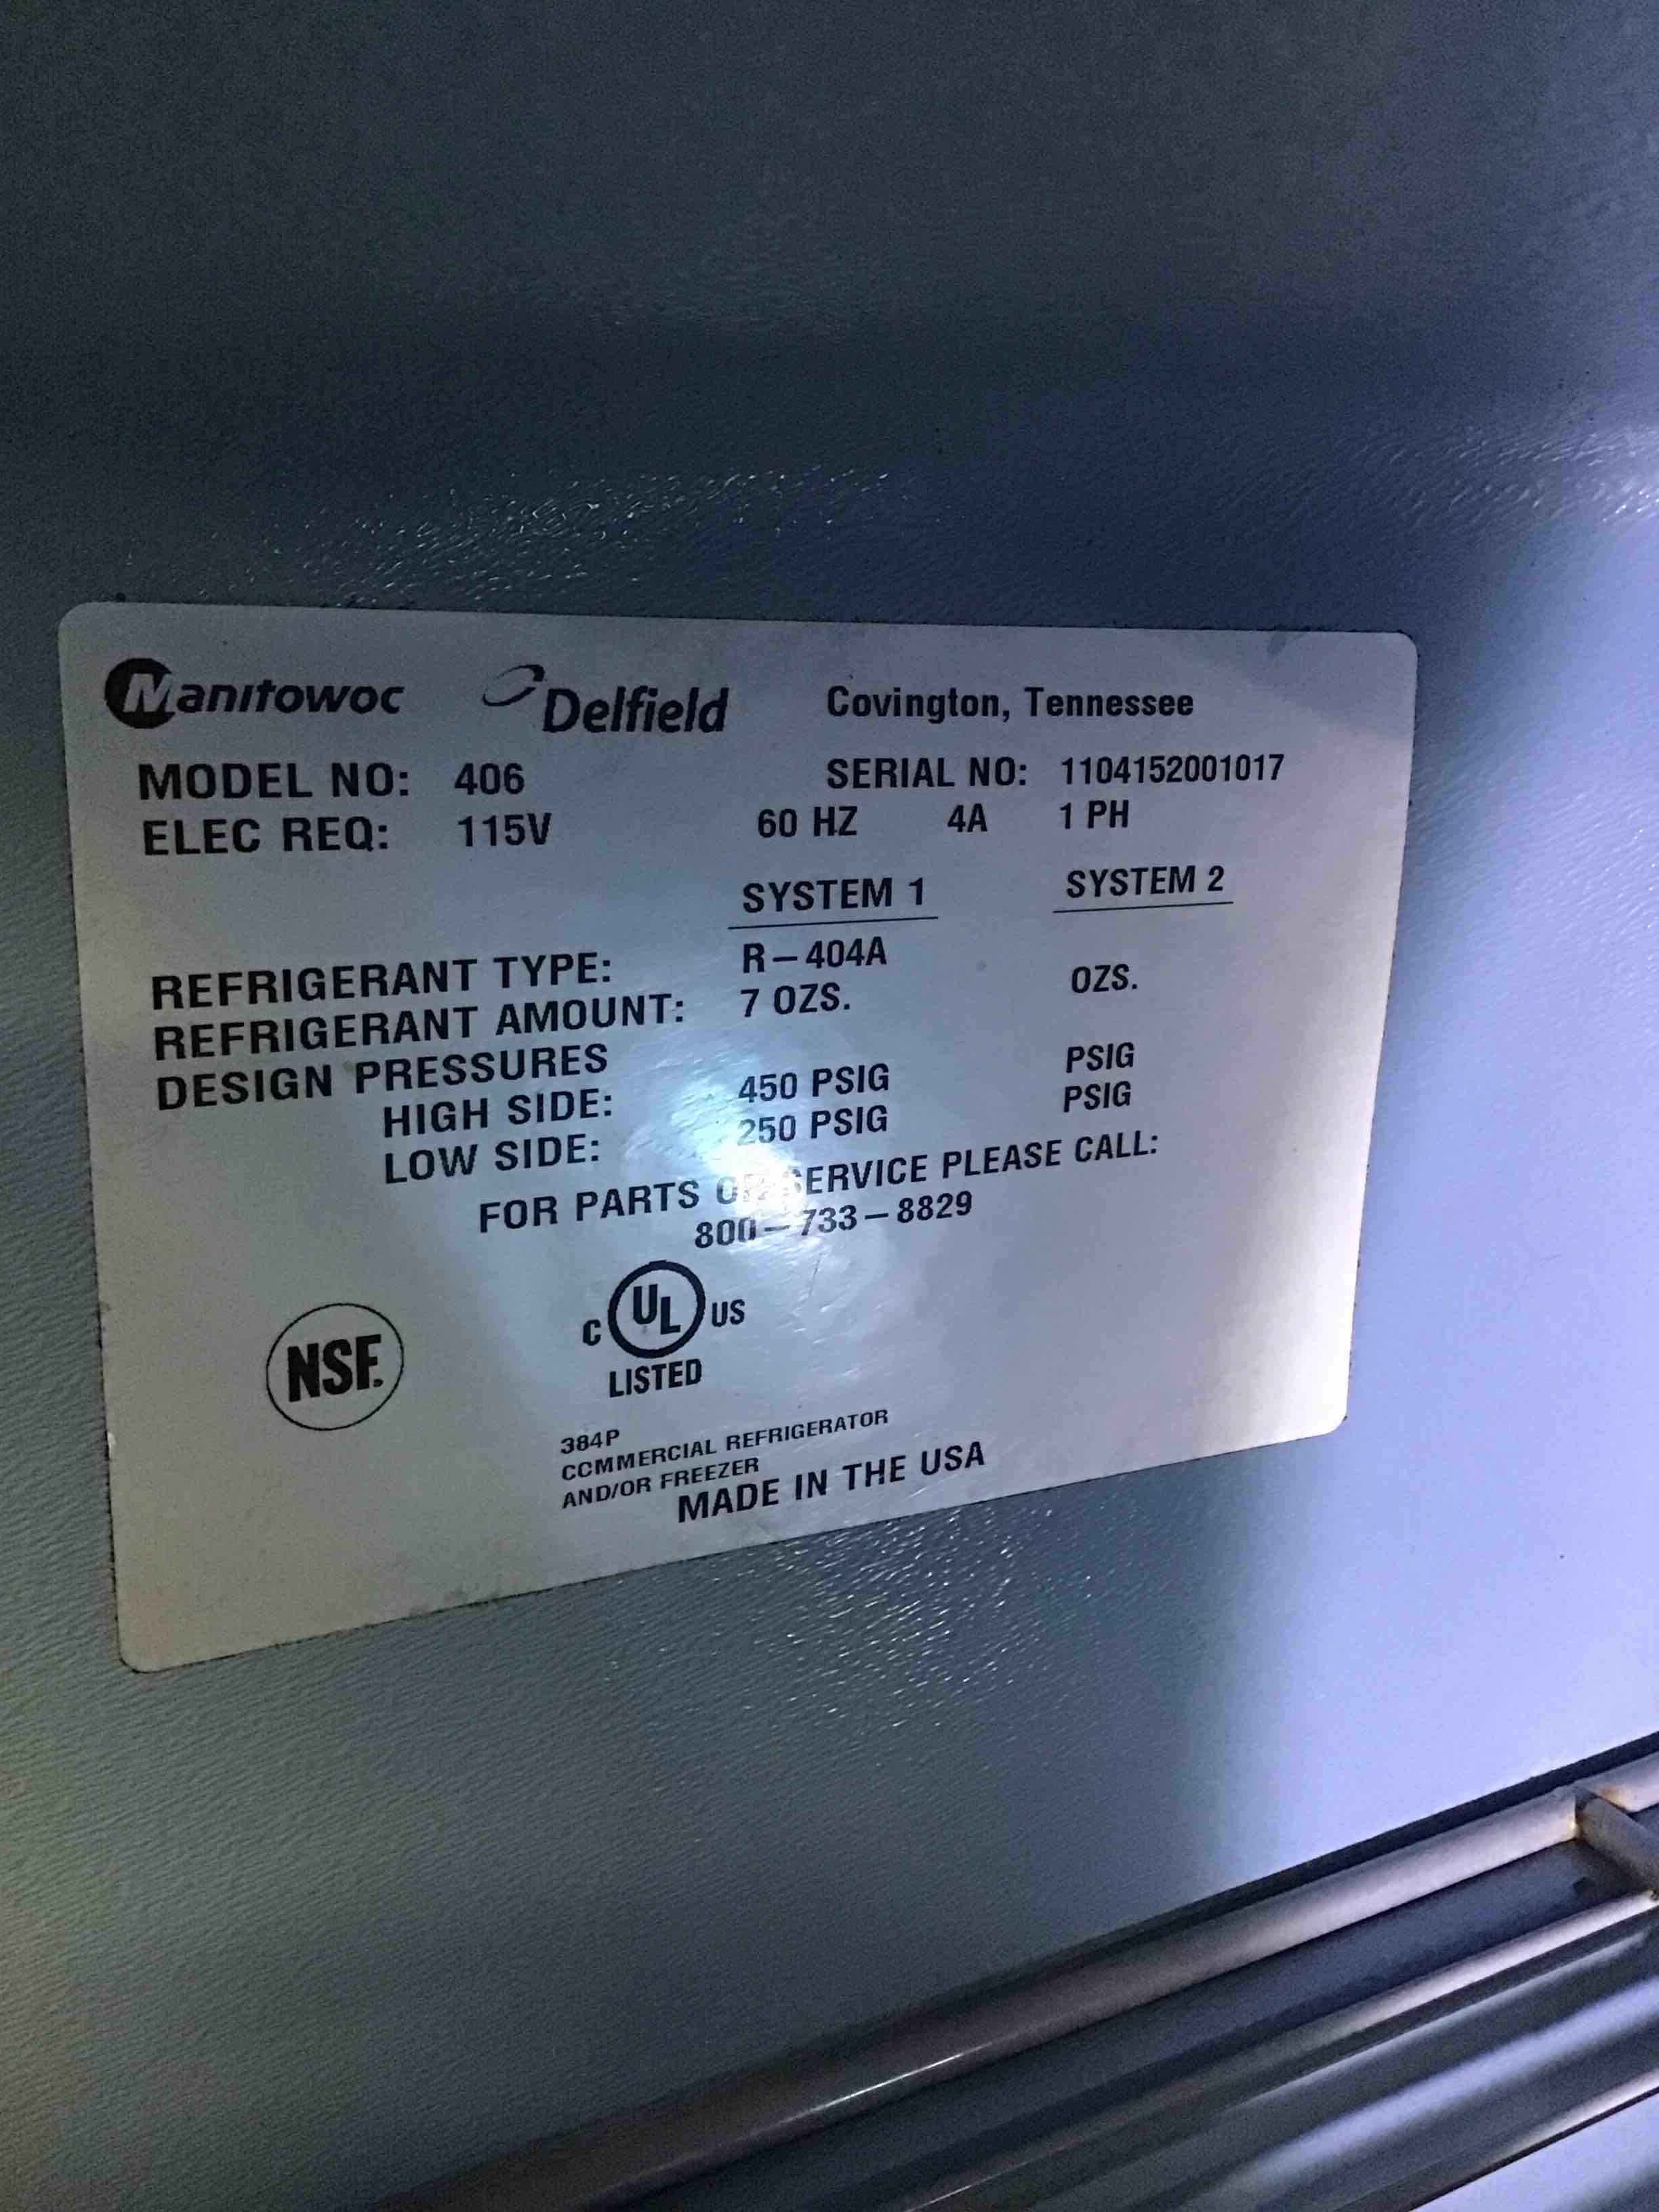 Manitowoc Delfield Covington, Tennessee
MODEL NO: 406 SERIAL NO: 1104152001017
ELEC REQ: 115V 60 HZ 4A 1 PH
SYSTEM 1 SYSTEM 2
REFRIGERANT TYPE: R-404A
REFRIGERANT AMOUNT: 7 OZS. OZS.
DESIGN PRESSURES
HIGH SIDE: 450 PSIG PSIG
LOW SIDE: 250 PSIG PSIG
FOR PARTS OR SERVICE PLEASE CALL:
800-733-8829
NSF.
C UL US
LISTED
384P
COMMERCIAL REFRIGERATOR
AND/OR FREEZER
MADE IN THE USA